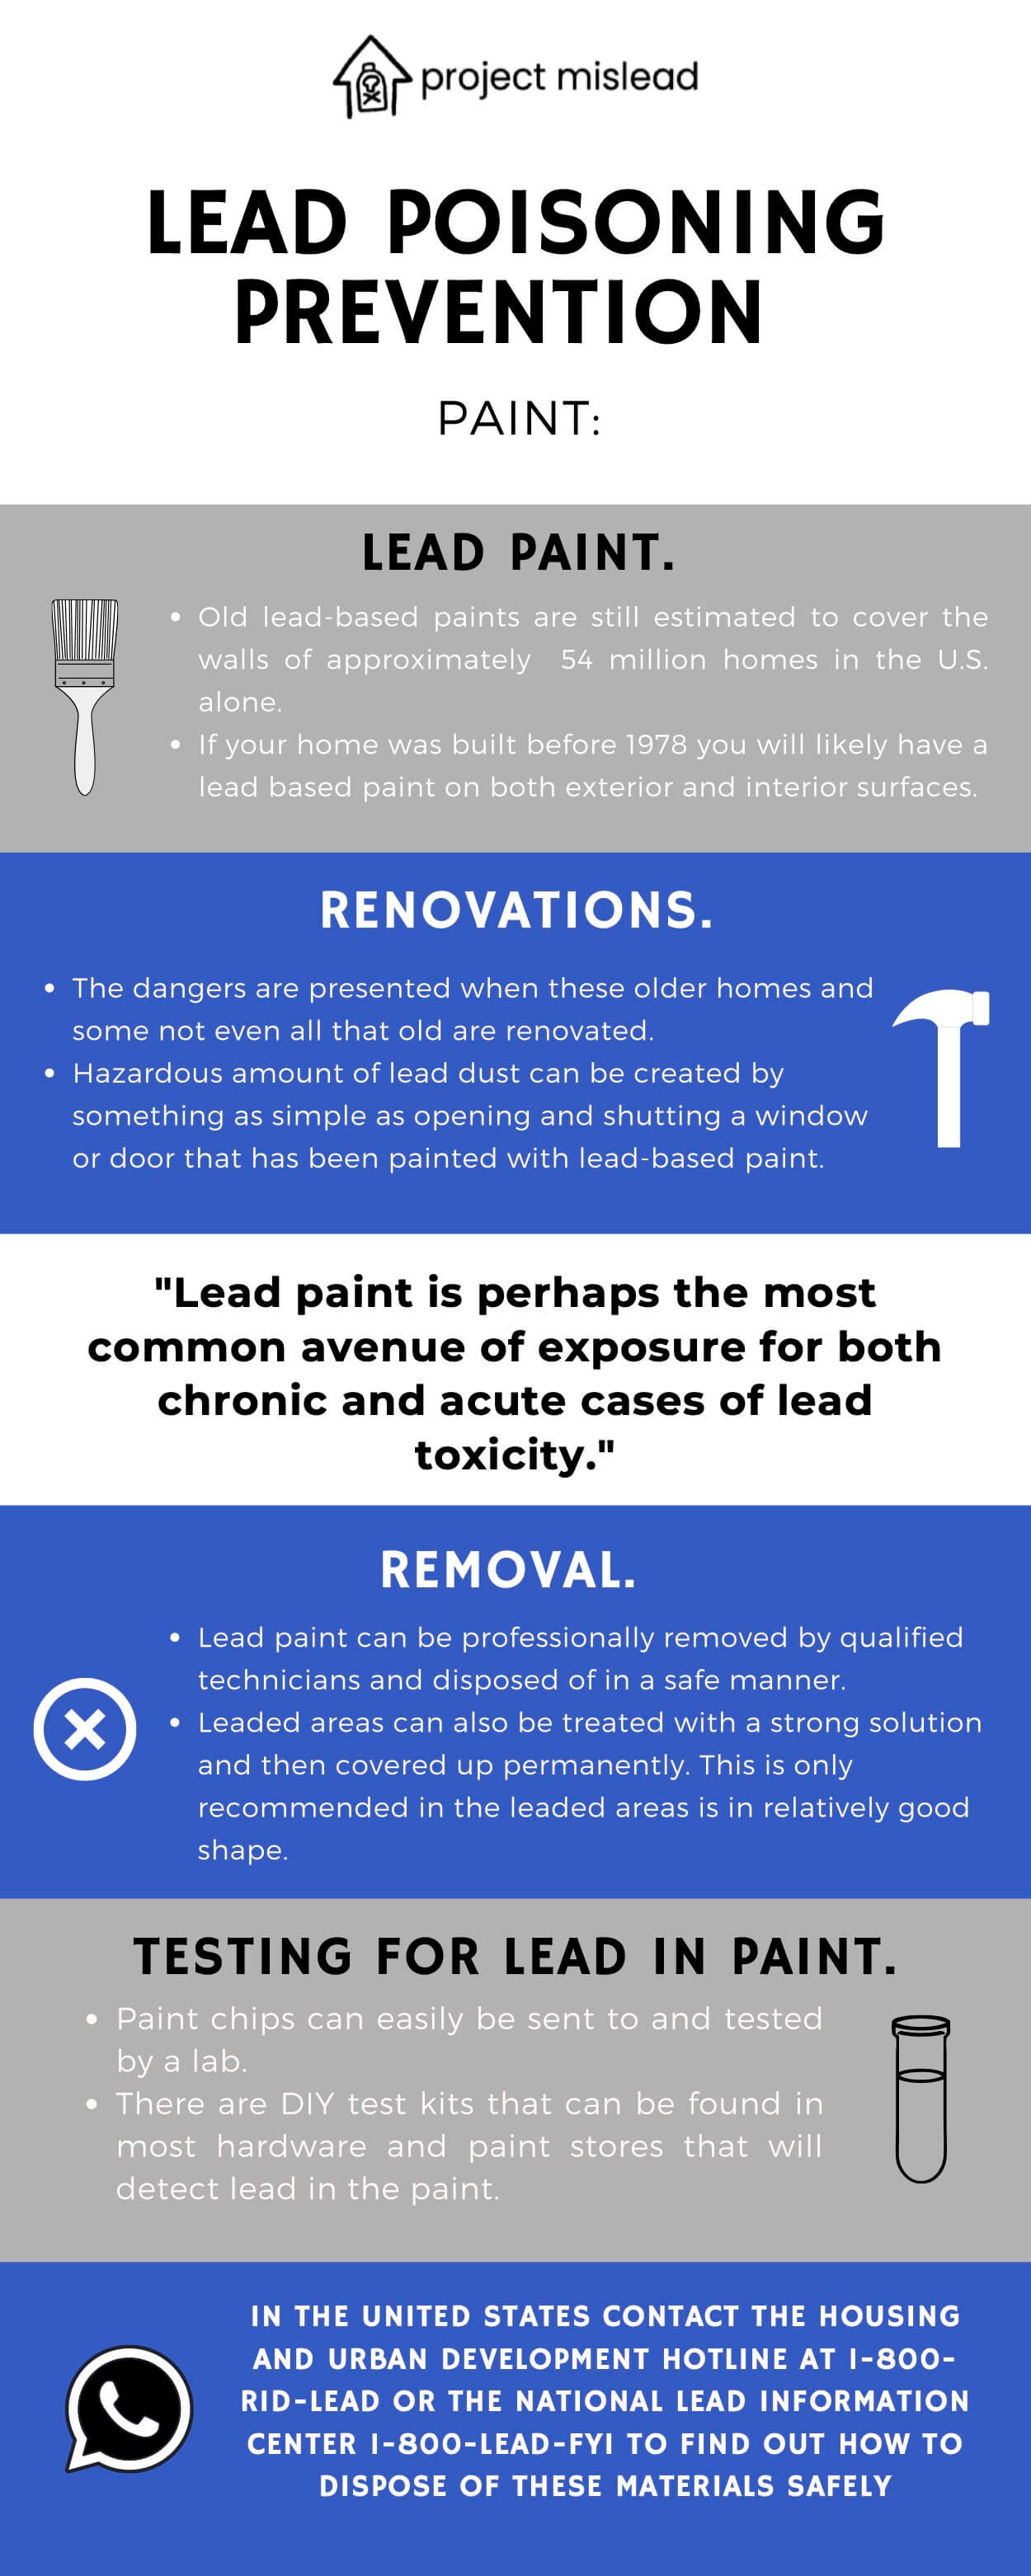 project mislead
LEAD POISONING
PREVENTION
PAINT:
LEAD PAINT.
• Old lead-based paints are still estimated to cover the
walls of approximately 54 million homes in the U.S.
alone.
• If your home was built before 1978 you will likely have a
lead based paint on both exterior and interior surfaces.
RENOVATIONS.
• The dangers are presented when these older homes and
some not even all that old are renovated.
• Hazardous amount of lead dust can be created by
something as simple as opening and shutting a window
or door that has been painted with lead-based paint.
"Lead paint is perhaps the most
common avenue of exposure for both
chronic and acute cases of lead
toxicity."
REMOVAL.
• Lead paint can be professionally removed by qualified
technicians and disposed of in a safe manner.
• Leaded areas can also be treated with a strong solution
and then covered up permanently. This is only
recommended in the leaded areas is in relatively good
shape.
TESTING FOR LEAD IN PAINT.
• Paint chips can easily be sent to and tested
by a lab.
• There are DIY test kits that can be found in
most hardware and paint stores that will
detect lead in the paint.
IN THE UNITED STATES CONTACT THE HOUSING
AND URBAN DEVELOPMENT HOTLINE AT 1-800-
RID-LEAD OR THE NATIONAL LEAD INFORMATION
CENTER 1-800-LEAD-FYI TO FIND OUT HOW TO
DISPOSE OF THESE MATERIALS SAFELY